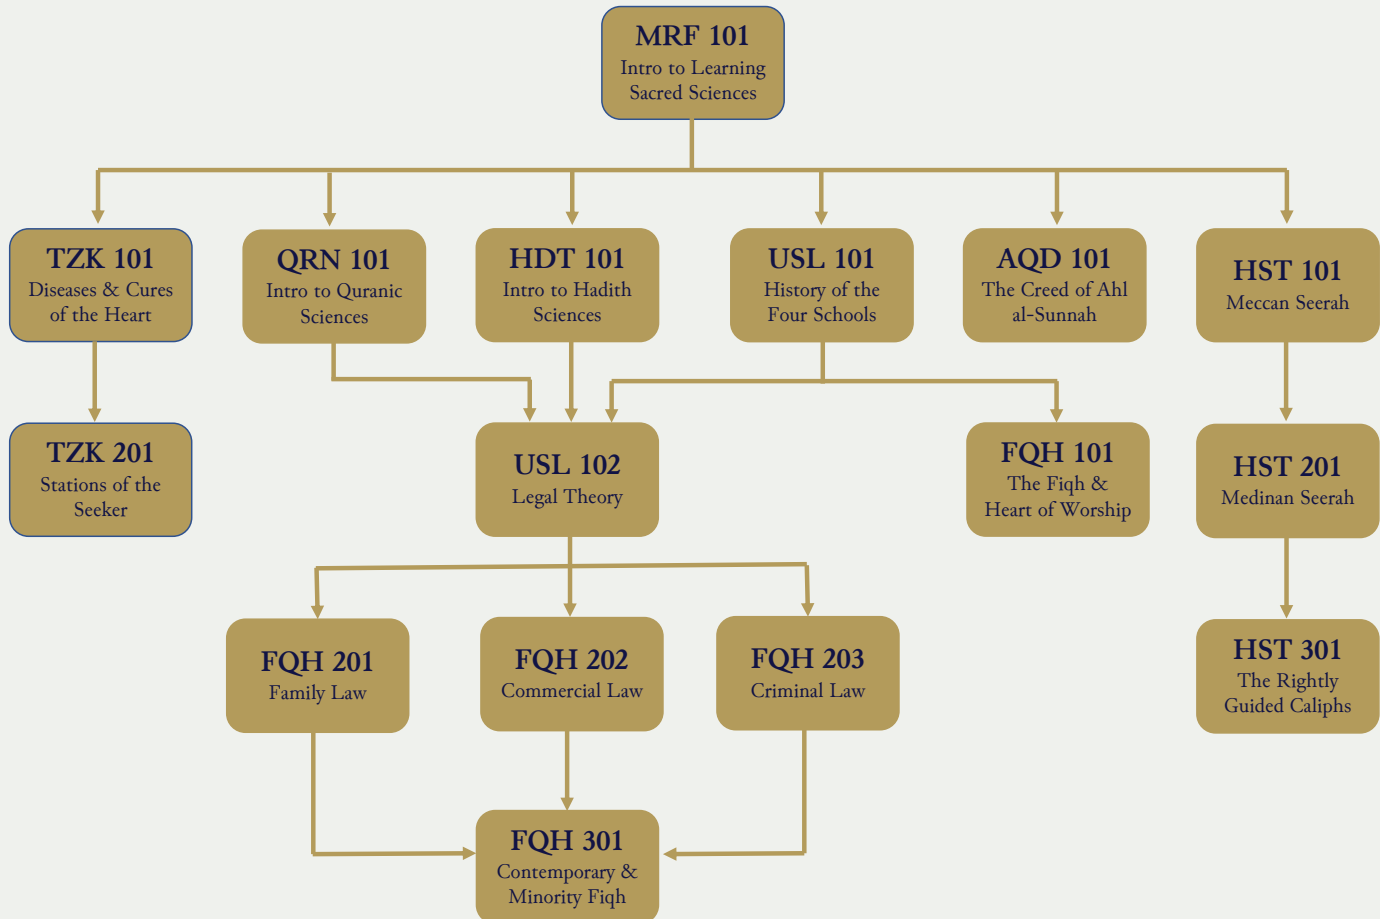 MRF 101
Intro to Learning
Sacred Sciences
TZK 101
Diseases & Cures
of the Heart
QRN 101
Intro to Quranic
Sciences
HDT 101
Intro to Hadith
Sciences
USL 101
History of the
Four Schools
AQD 101
The Creed of Ahl
al-Sunnah
HST 101
Meccan Seerah
TZK 201
Stations of the
Seeker
USL 102
Legal Theory
FQH 101
The Fiqh &
Heart of Worship
HST 201
Medinan Seerah
FQH 201
Family Law
FQH 202
Commercial Law
FQH 203
Criminal Law
HST 301
The Rightly
Guided Caliphs
FQH 301
Contemporary &
Minority Fiqh